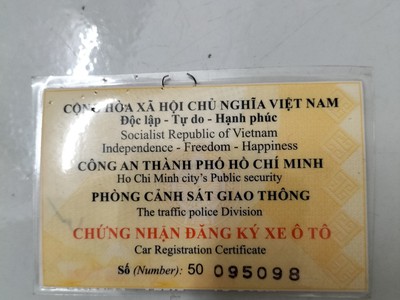 CỘNG HÒA XÃ HỘI CHỦ NGHĨA VIỆT NAM
Độc lập - Tự do - Hạnh phúc
Socialist Republic of Vietnam
Independence - Freedom - Happiness
CÔNG AN THÀNH PHỐ HỒ CHÍ MINH
Ho Chi Minh city's Public security
PHÒNG CẢNH SÁT GIAO THÔNG
The traffic police Division
CHỨNG NHẬN ĐĂNG KÝ XE Ô TÔ
Car Registration Certificate
Số (Number): 50 095098